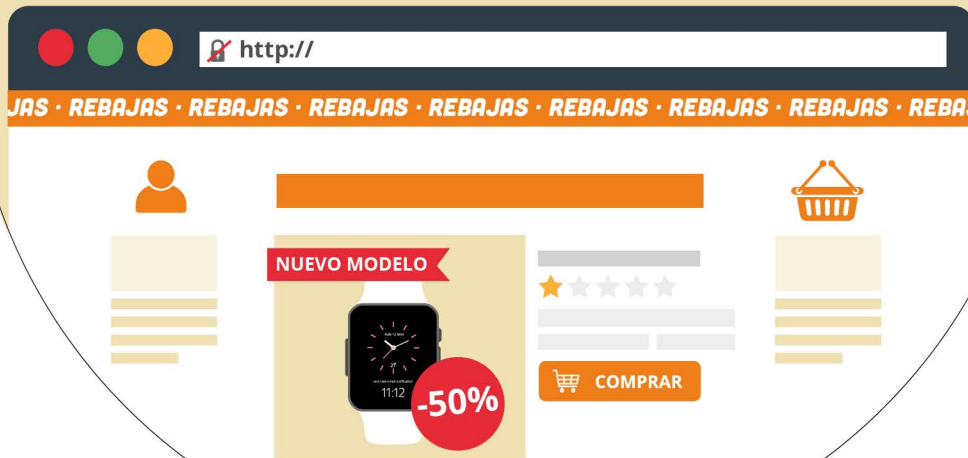 http://
JAS · REBAJAS · REBAJAS · REBAJAS · REBAJAS · REBAJAS · REBAJAS · REBAJAS · REBA
NUEVO MODELO
11:12
-50%
COMPRAR